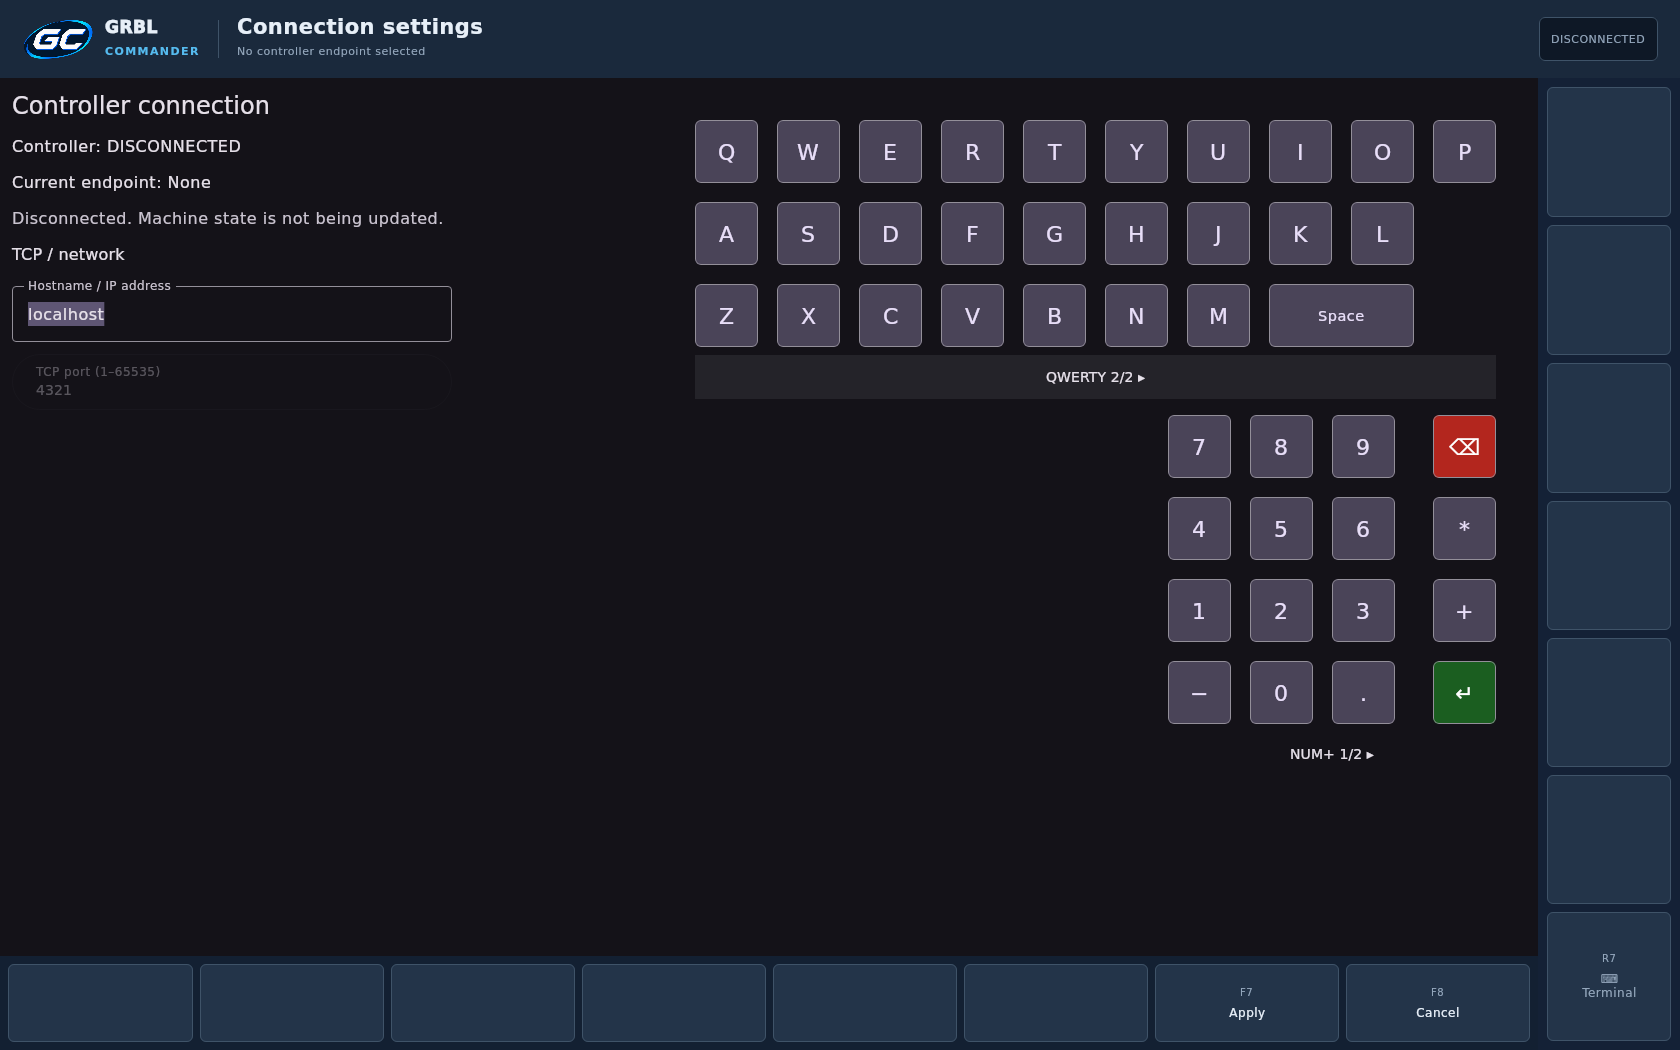 GC
GRBL
COMMANDER
Connection settings
No controller endpoint selected
DISCONNECTED
Controller connection
Controller: DISCONNECTED
Current endpoint: None
Disconnected. Machine state is not being updated.
TCP / network
Hostname / IP address
localhost
TCP port (1–65535)
4321
Q W E R T Y U I O P
A S D F G H J K L
Z X C V B N M Space
QWERTY 2/2 ▸
7 8 9 ⌫
4 5 6 *
1 2 3 +
− 0 . ↵
NUM+ 1/2 ▸
F7
Apply
F8
Cancel
R7
⌨
Terminal